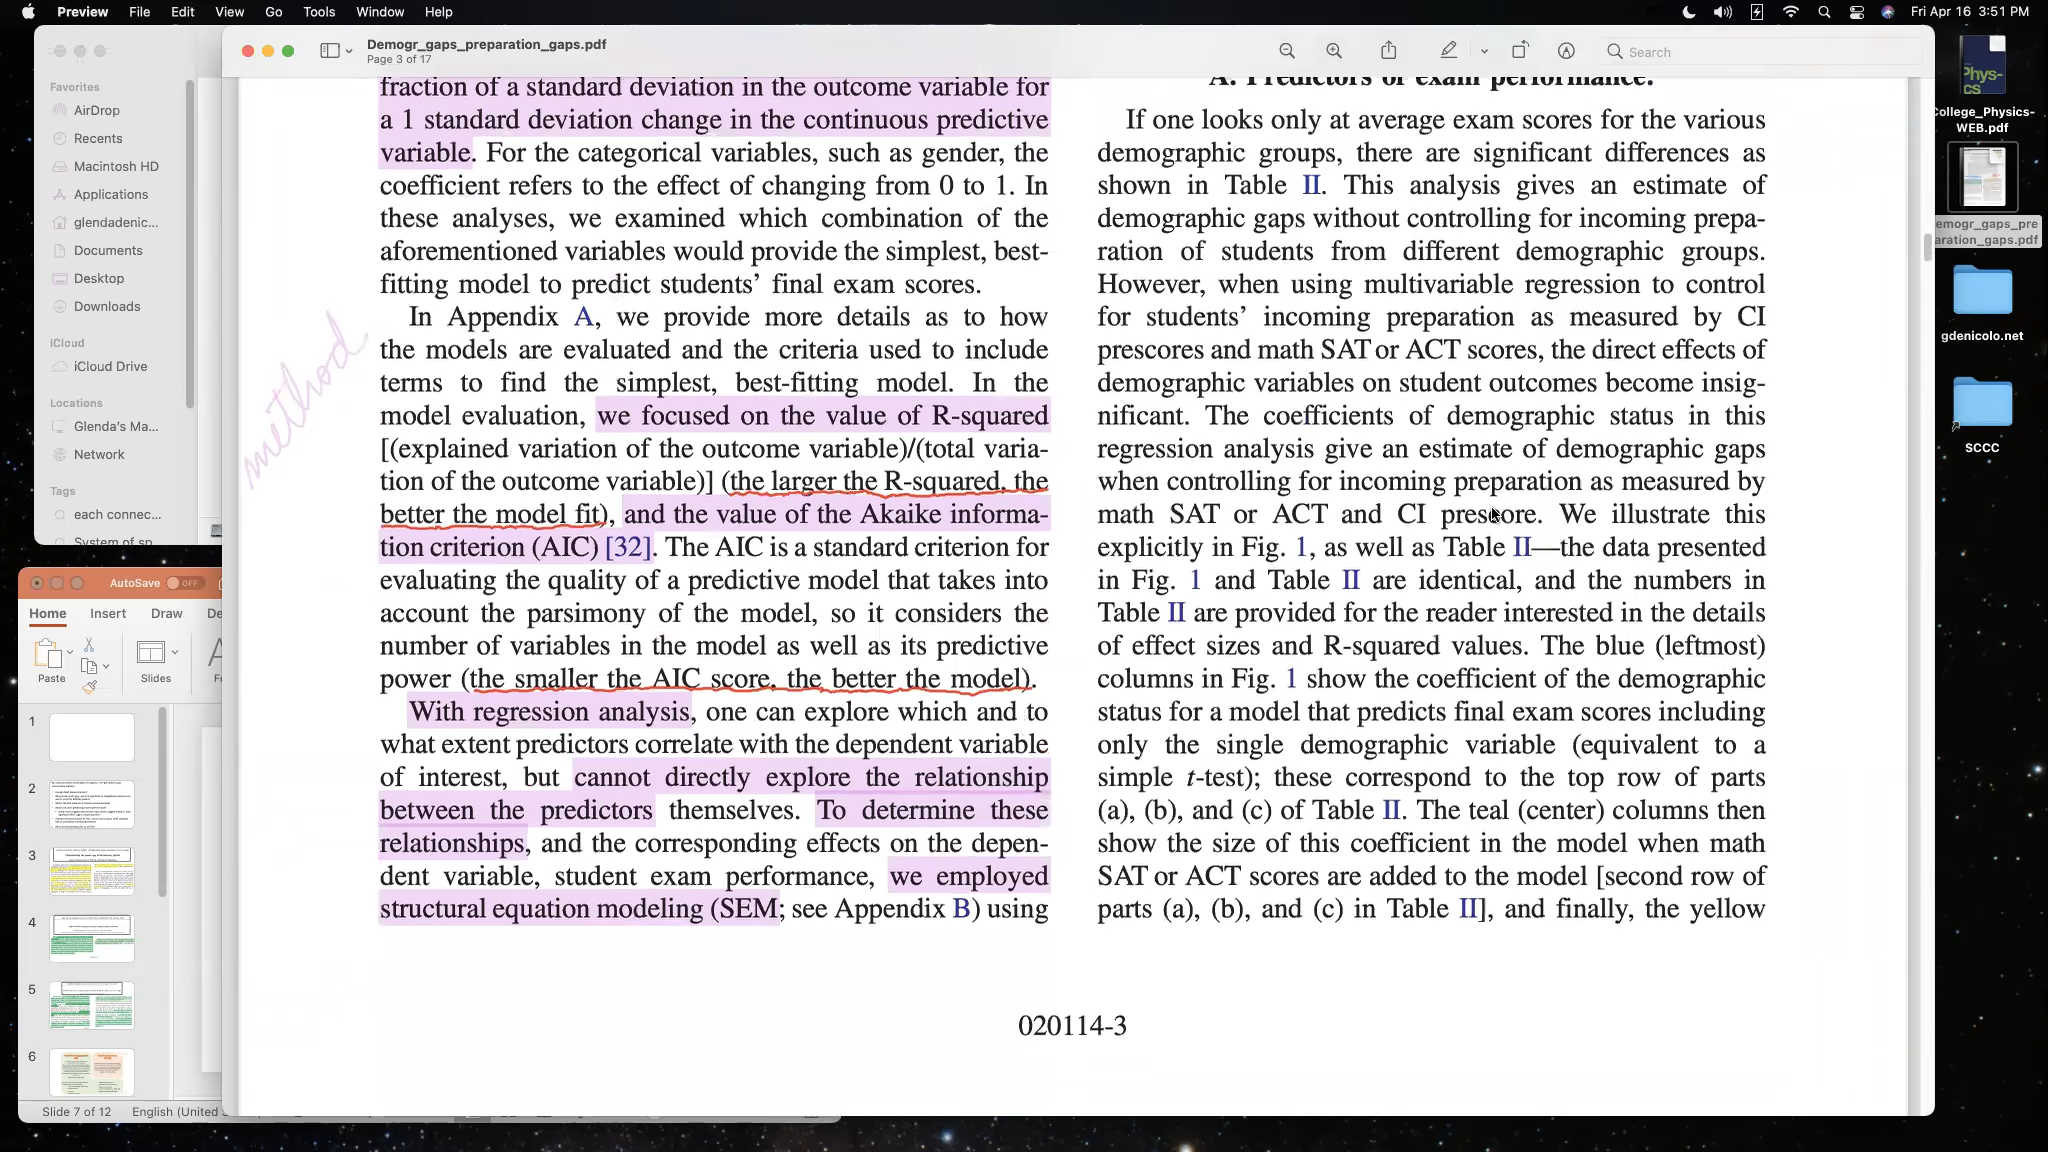 Preview File Edit View Go Tools Window Help
Fri Apr 16 3:51 PM
Demogr_gaps_preparation_gaps.pdf
Page 3 of 17
Search
Favorites
AirDrop
Recents
Macintosh HD
Applications
glendadenic...
Documents
Desktop
Downloads
iCloud
iCloud Drive
Locations
Glenda's Ma...
Network
Tags
each connec...
System of sp
AutoSave OFF
Home Insert Draw De
Paste
Slides
1
2
3
4
5
6
Slide 7 of 12 English (United
method
fraction of a standard deviation in the outcome variable for
a 1 standard deviation change in the continuous predictive
variable. For the categorical variables, such as gender, the
coefficient refers to the effect of changing from 0 to 1. In
these analyses, we examined which combination of the
aforementioned variables would provide the simplest, best-
fitting model to predict students' final exam scores.
In Appendix A, we provide more details as to how
the models are evaluated and the criteria used to include
terms to find the simplest, best-fitting model. In the
model evaluation, we focused on the value of R-squared
[(explained variation of the outcome variable)/(total varia-
tion of the outcome variable)] (the larger the R-squared, the
better the model fit), and the value of the Akaike informa-
tion criterion (AIC) [32]. The AIC is a standard criterion for
evaluating the quality of a predictive model that takes into
account the parsimony of the model, so it considers the
number of variables in the model as well as its predictive
power (the smaller the AIC score, the better the model).
With regression analysis, one can explore which and to
what extent predictors correlate with the dependent variable
of interest, but cannot directly explore the relationship
between the predictors themselves. To determine these
relationships, and the corresponding effects on the depen-
dent variable, student exam performance, we employed
structural equation modeling (SEM; see Appendix B) using
A. Predictors of exam performance.
If one looks only at average exam scores for the various
demographic groups, there are significant differences as
shown in Table II. This analysis gives an estimate of
demographic gaps without controlling for incoming prepa-
ration of students from different demographic groups.
However, when using multivariable regression to control
for students' incoming preparation as measured by CI
prescores and math SAT or ACT scores, the direct effects of
demographic variables on student outcomes become insig-
nificant. The coefficients of demographic status in this
regression analysis give an estimate of demographic gaps
when controlling for incoming preparation as measured by
math SAT or ACT and CI prescore. We illustrate this
explicitly in Fig. 1, as well as Table II—the data presented
in Fig. 1 and Table II are identical, and the numbers in
Table II are provided for the reader interested in the details
of effect sizes and R-squared values. The blue (leftmost)
columns in Fig. 1 show the coefficient of the demographic
status for a model that predicts final exam scores including
only the single demographic variable (equivalent to a
simple t-test); these correspond to the top row of parts
(a), (b), and (c) of Table II. The teal (center) columns then
show the size of this coefficient in the model when math
SAT or ACT scores are added to the model [second row of
parts (a), (b), and (c) in Table II], and finally, the yellow
020114-3
Phys-
cs
College_Physics-
WEB.pdf
emogr_gaps_pre
aration_gaps.pdf
gdenicolo.net
SCCC